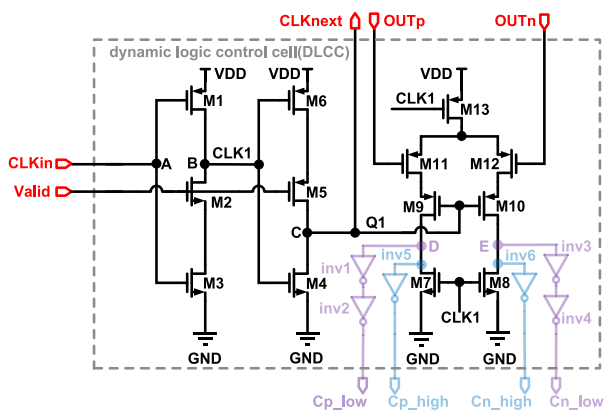 CLKnext
OUTp
OUTn
dynamic logic control cell(DLCC)
VDD
VDD
VDD
M1
M6
CLK1
M13
CLKin
A
B
CLK1
M11
M12
Valid
M2
M5
M9
M10
C
Q1
D
E
inv1
inv5
inv6
inv3
M3
M4
M7
M8
inv2
inv4
CLK1
GND
GND
GND
GND
Cp_low
Cp_high
Cn_high
Cn_low